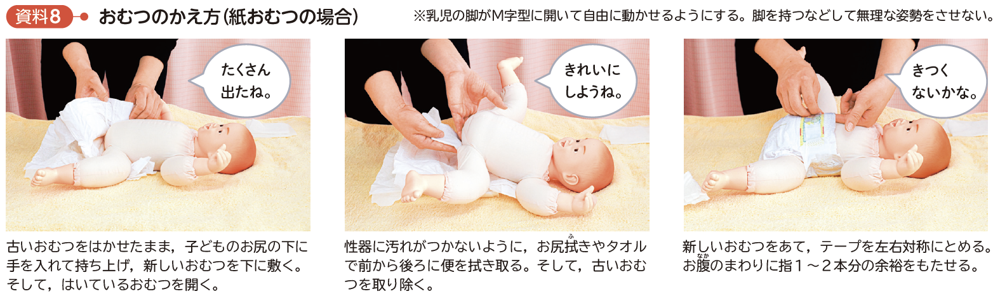 資料8 おむつのかえ方(紙おむつの場合)
※乳児の脚がM字型に開いて自由に動かせるようにする。脚を持つなどして無理な姿勢をさせない。
たくさん
出たね。
古いおむつをはかせたまま，子どものお尻の下に
手を入れて持ち上げ，新しいおむつを下に敷く。
そして，はいているおむつを開く。
きれいに
しようね。
性器に汚れがつかないように，お尻拭きやタオル
ふ
で前から後ろに便を拭き取る。そして，古いおむ
つを取り除く。
きつく
ないかな。
新しいおむつをあて，テープを左右対称にとめる。
なか
お腹のまわりに指1～2本分の余裕をもたせる。